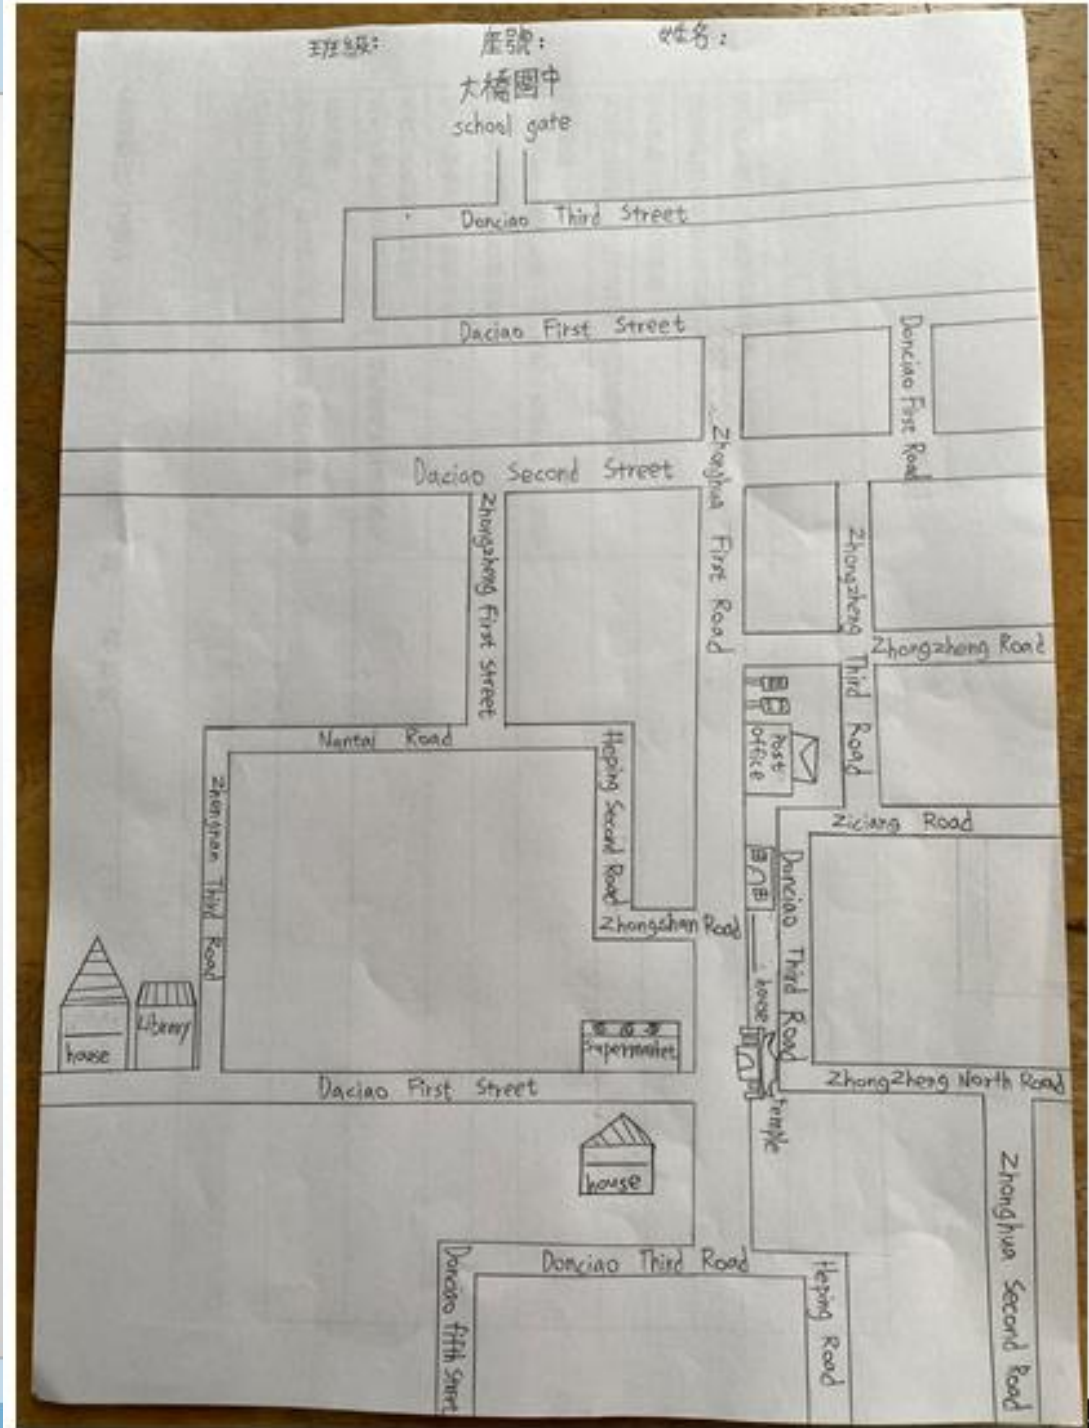 班級： 座號： 姓名：
大橋國中
school gate
Donciao Third Street
Daciao First Street
Donciao First Road
Zhonghua First Road
Daciao Second Street
Zhongzheng First Street
Zhongzheng Third Road
Zhongzheng Road
Nantai Road
Heping Second Road
Post office
Ziciang Road
Zhongnan Third Road
Donciao Third Road
Zhongshan Road
house
Library
house
Supermarket
temple
Daciao First Street
ZhongZheng North Road
house
Zhonghua Second Road
Donciao Third Road
Donciao fifth Street
Heping Road